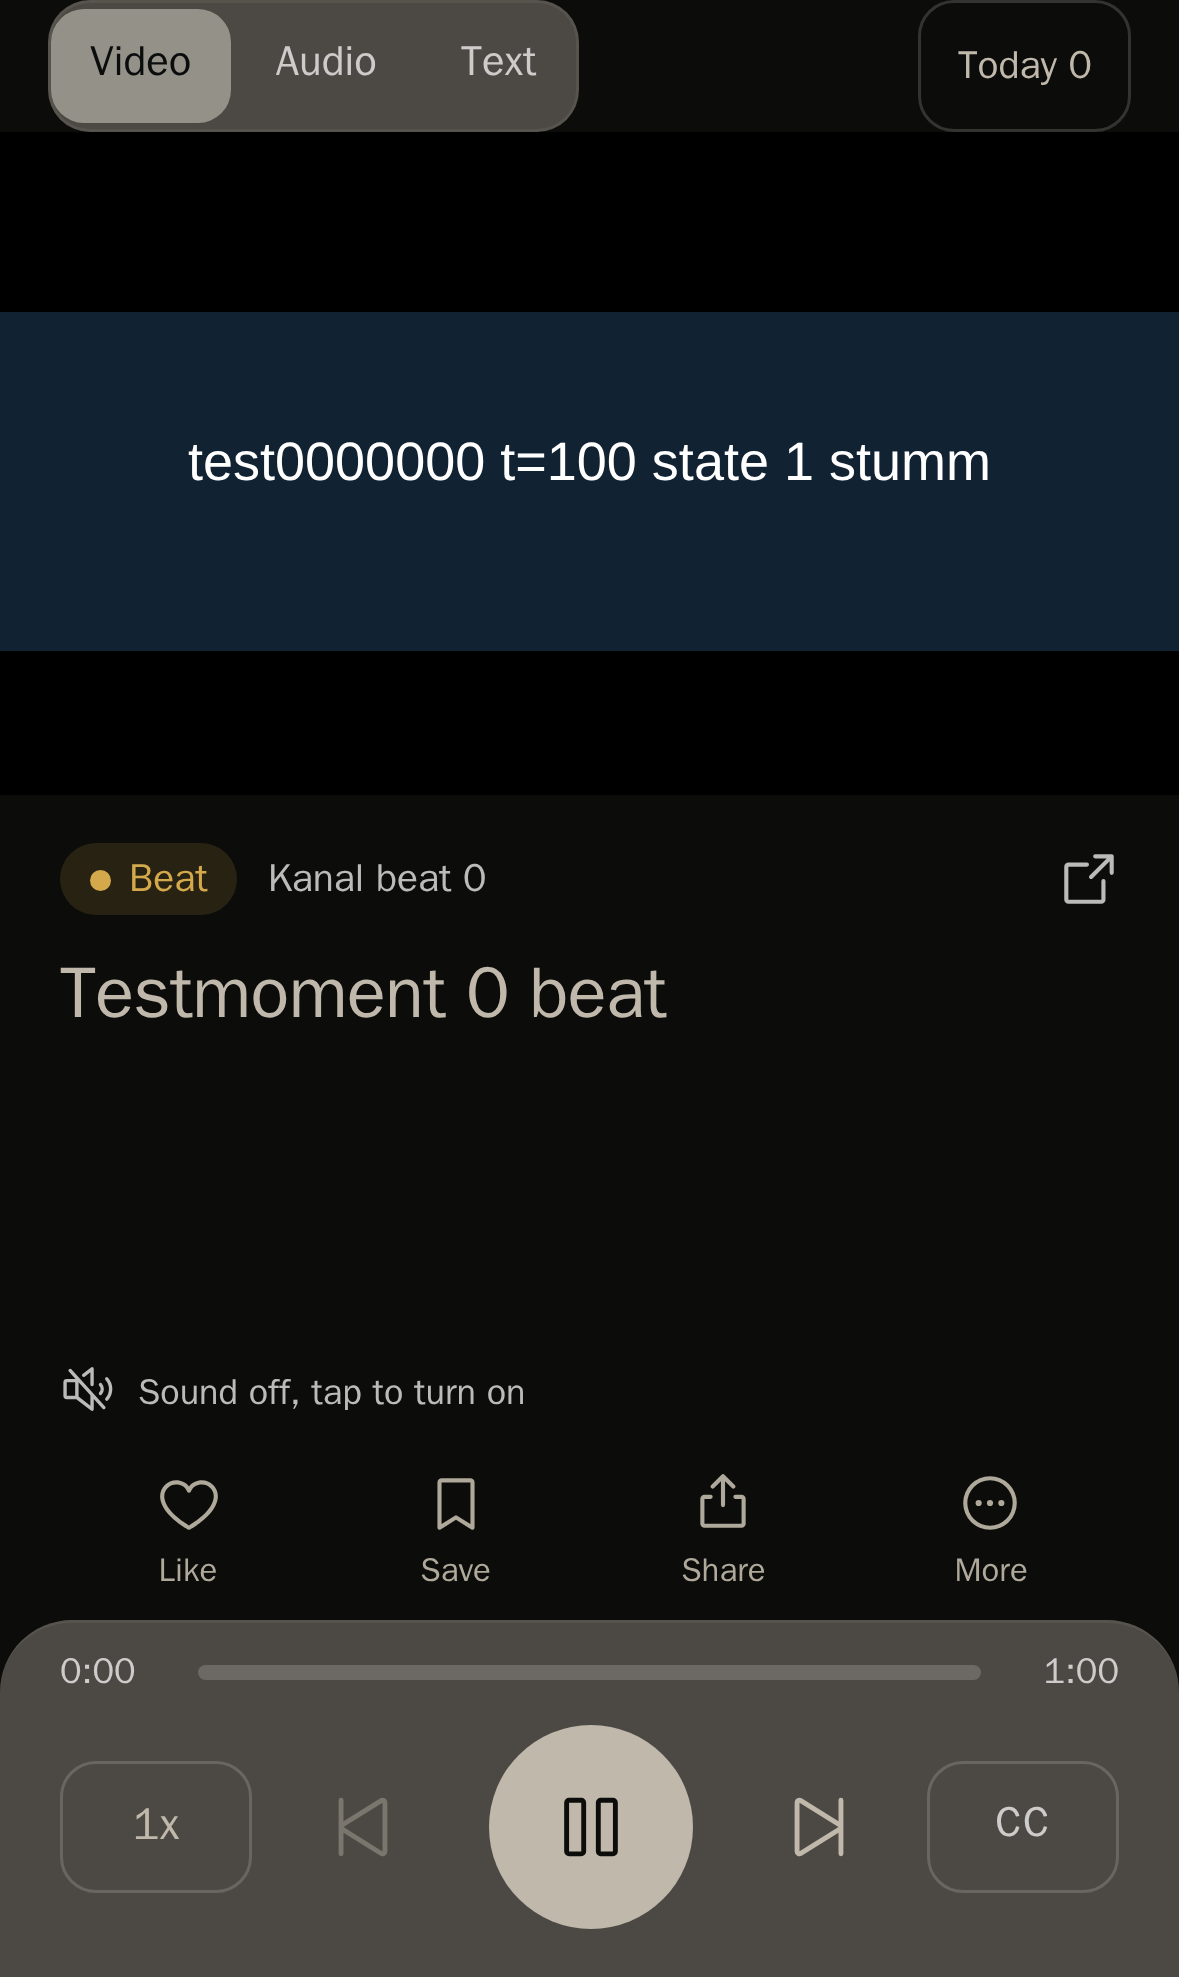 Video Audio Text Today 0
test0000000 t=100 state 1 stumm
Beat Kanal beat 0
Testmoment 0 beat
Sound off, tap to turn on
Like Save Share More
0:00 1:00
1x CC